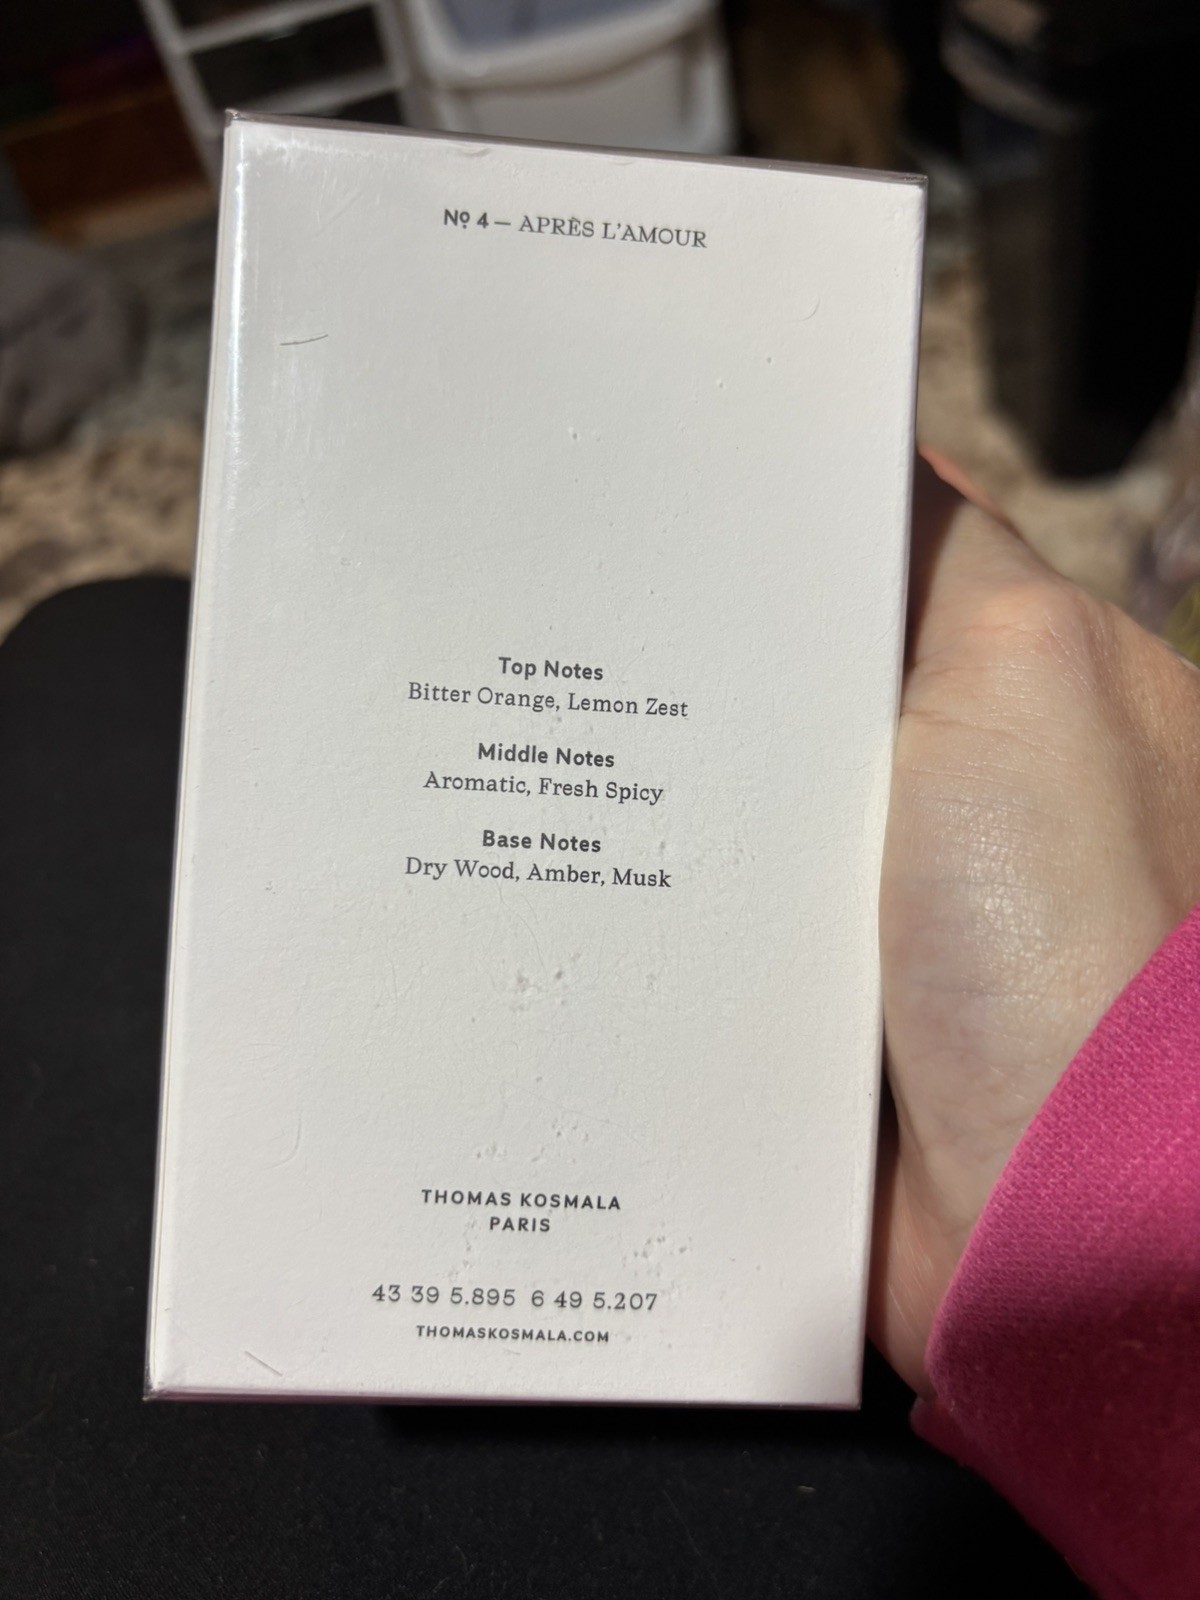 Nº 4 — APRÈS L'AMOUR
Top Notes
Bitter Orange, Lemon Zest
Middle Notes
Aromatic, Fresh Spicy
Base Notes
Dry Wood, Amber, Musk
THOMAS KOSMALA
PARIS
43 39 5.895 6 49 5.207
THOMASKOSMALA.COM